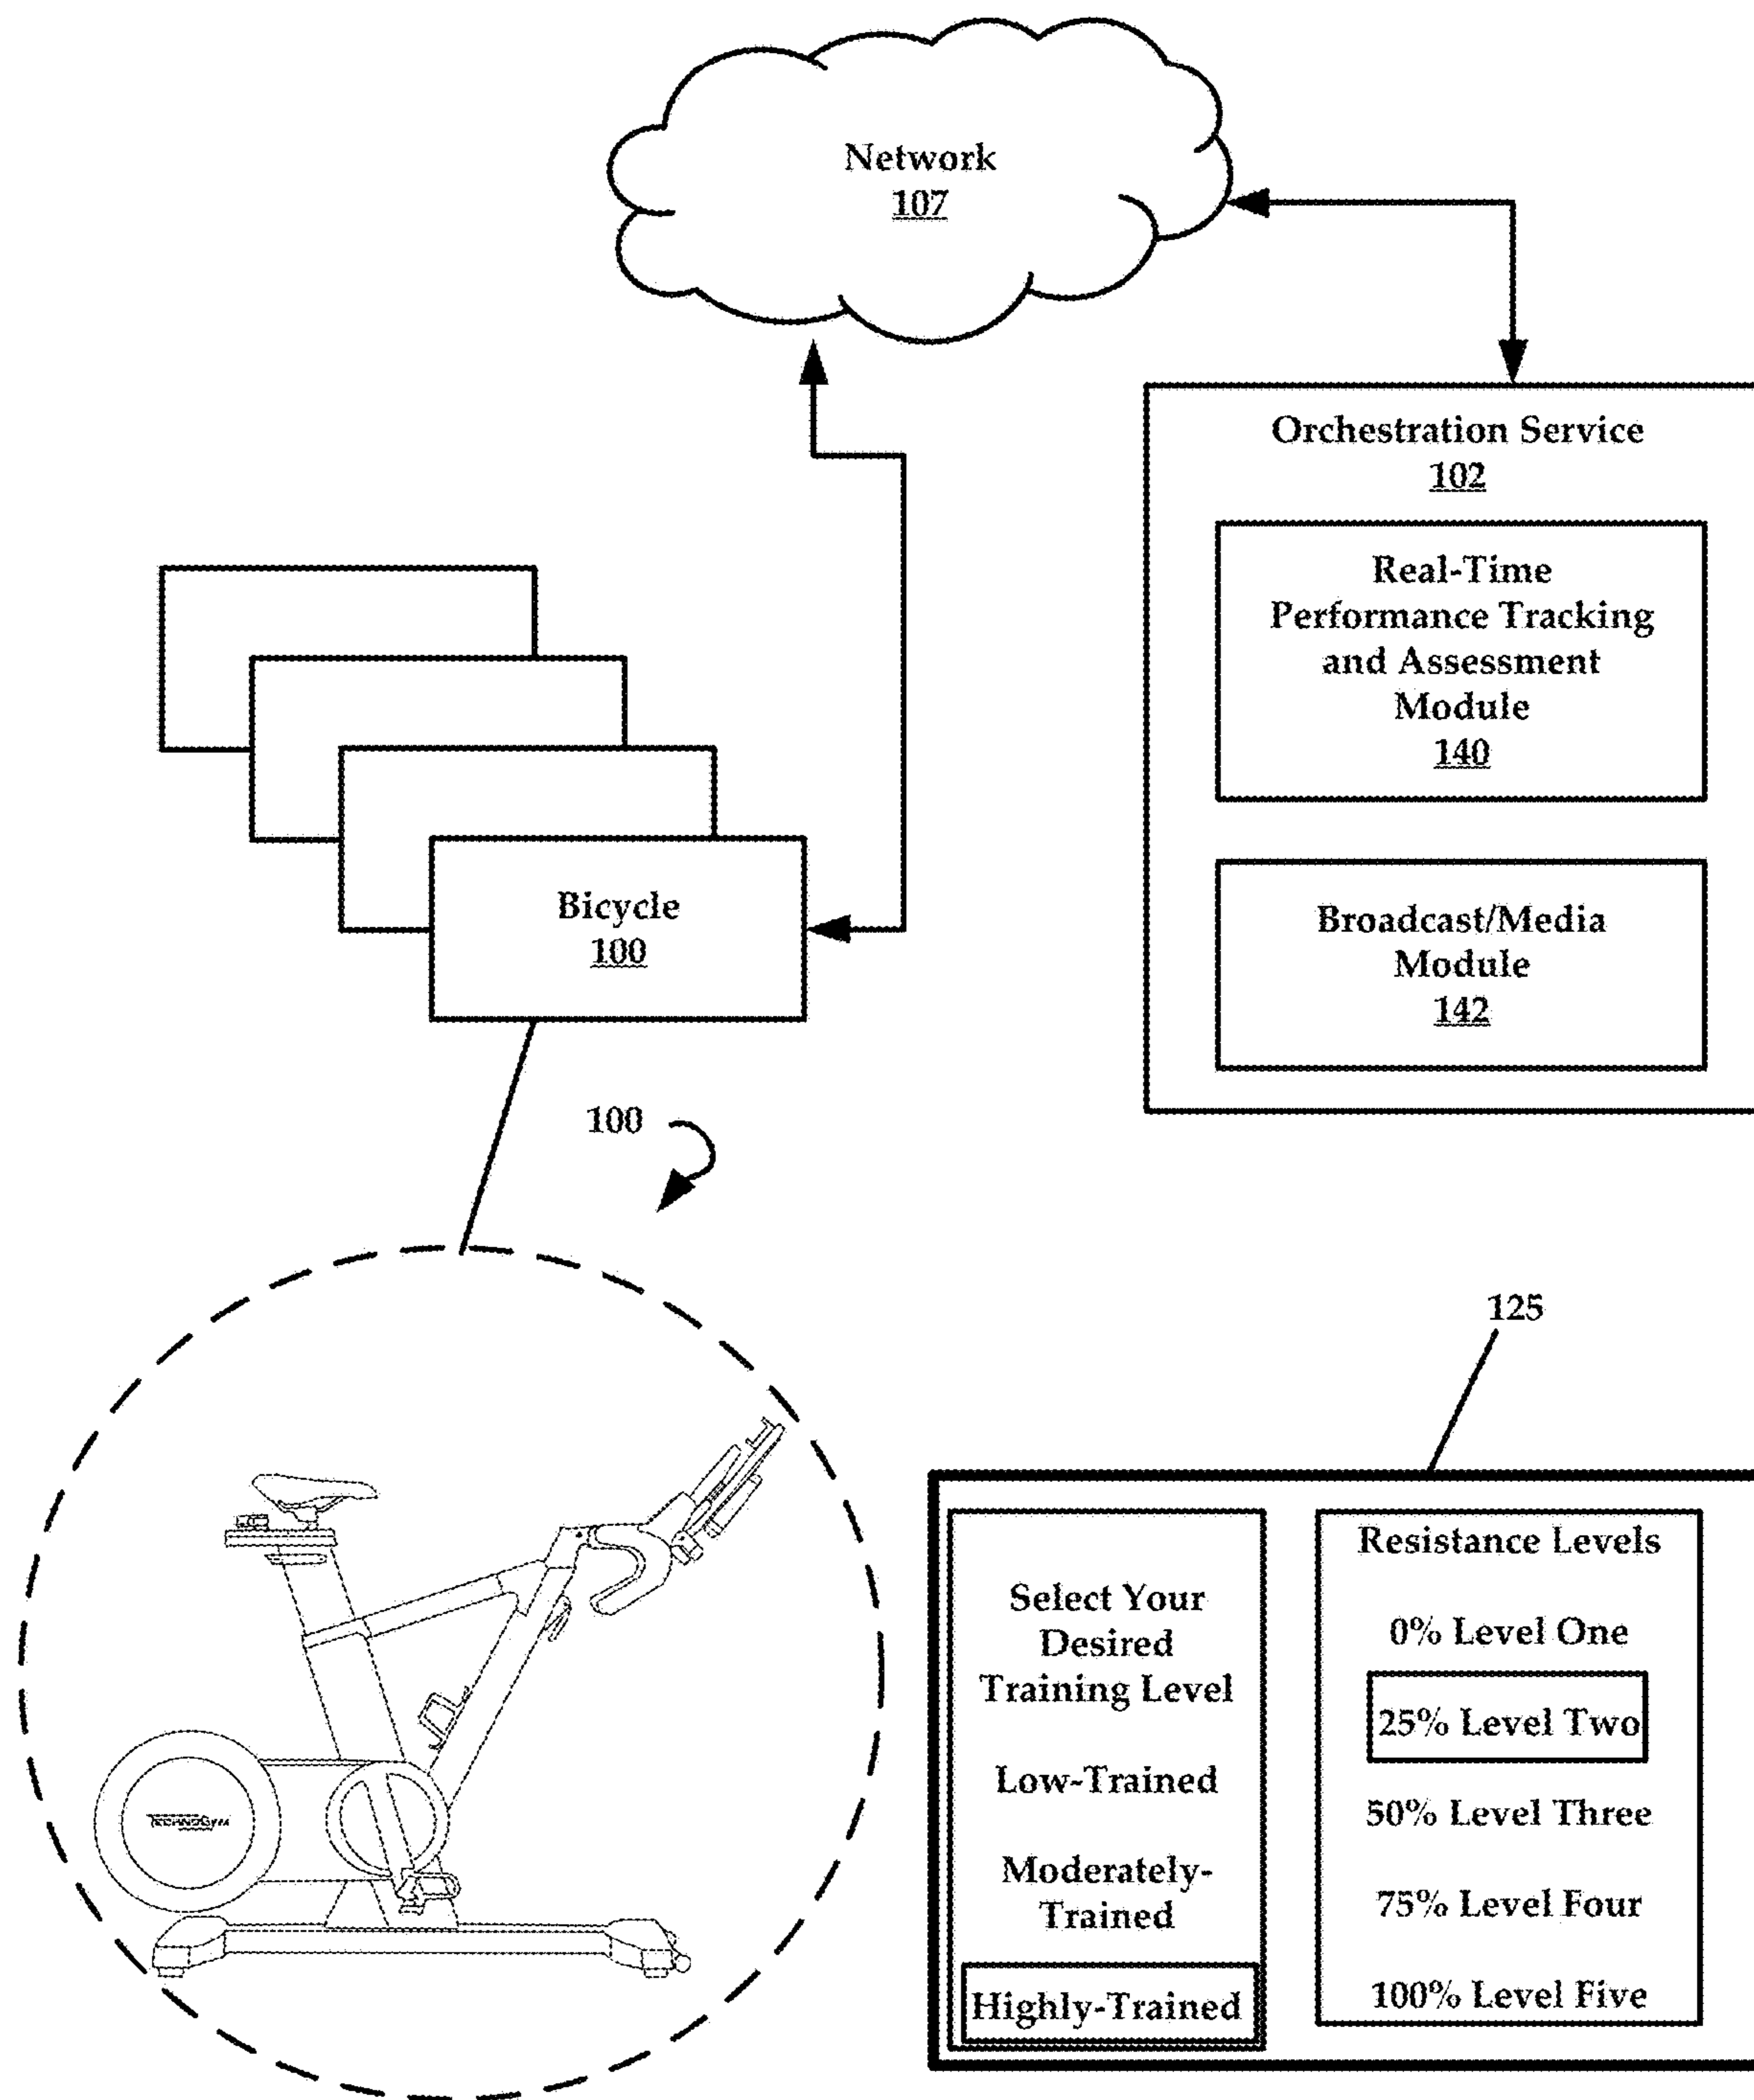 Network
107
Orchestration Service
102
Real-Time
Performance Tracking
and Assessment
Module
140
Broadcast/Media
Module
142
Bicycle
100
100
125
TECHNOGYM
Select Your
Desired
Training Level
Low-Trained
Moderately-
Trained
Highly-Trained
Resistance Levels
0% Level One
25% Level Two
50% Level Three
75% Level Four
100% Level Five